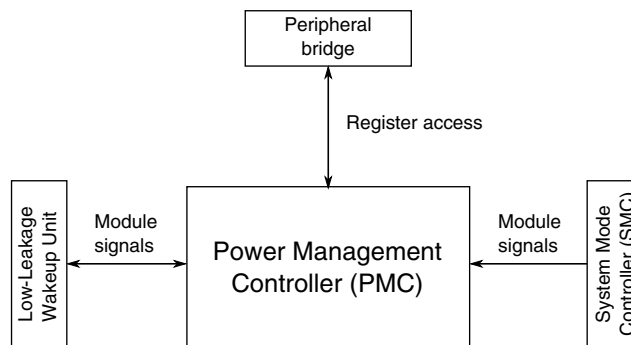 Peripheral
bridge
Register access
Low-Leakage
Wakeup Unit
Module
signals
Power Management
Controller (PMC)
Module
signals
System Mode
Controller (SMC)